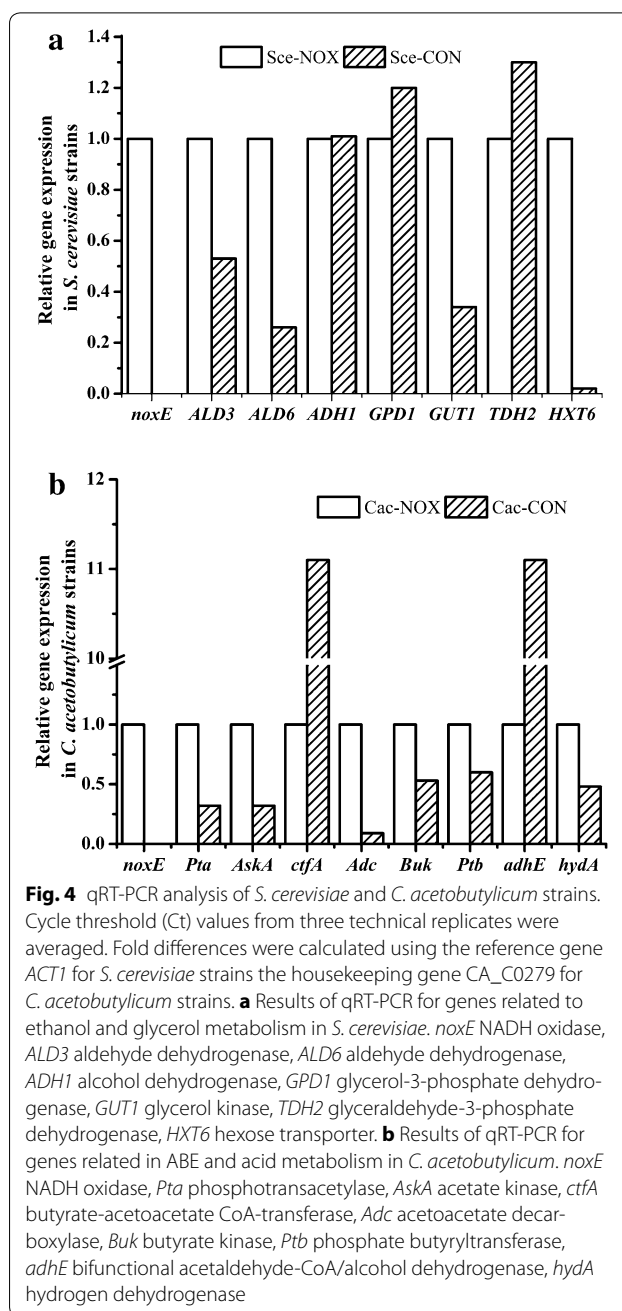 a
Sce-NOX Sce-CON
1.4
1.2
1.0
0.8
0.6
0.4
0.2
0.0
Relative gene expression
in S. cerevisiae strains
noxE ALD3 ALD6 ADH1 GPD1 GUT1 TDH2 HXT6
b
Cac-NOX Cac-CON
12
11
10
1.0
0.5
0.0
Relative gene expression
in C. acetobutylicum strains
noxE Pta AskA ctfA Adc Buk Ptb adhE hydA
Fig. 4 qRT-PCR analysis of S. cerevisiae and C. acetobutylicum strains.
Cycle threshold (Ct) values from three technical replicates were
averaged. Fold differences were calculated using the reference gene
ACT1 for S. cerevisiae strains the housekeeping gene CA_C0279 for
C. acetobutylicum strains. a Results of qRT-PCR for genes related to
ethanol and glycerol metabolism in S. cerevisiae. noxE NADH oxidase,
ALD3 aldehyde dehydrogenase, ALD6 aldehyde dehydrogenase,
ADH1 alcohol dehydrogenase, GPD1 glycerol-3-phosphate dehydro-
genase, GUT1 glycerol kinase, TDH2 glyceraldehyde-3-phosphate
dehydrogenase, HXT6 hexose transporter. b Results of qRT-PCR for
genes related in ABE and acid metabolism in C. acetobutylicum. noxE
NADH oxidase, Pta phosphotransacetylase, AskA acetate kinase, ctfA
butyrate-acetoacetate CoA-transferase, Adc acetoacetate decar-
boxylase, Buk butyrate kinase, Ptb phosphate butyryltransferase,
adhE bifunctional acetaldehyde-CoA/alcohol dehydrogenase, hydA
hydrogen dehydrogenase